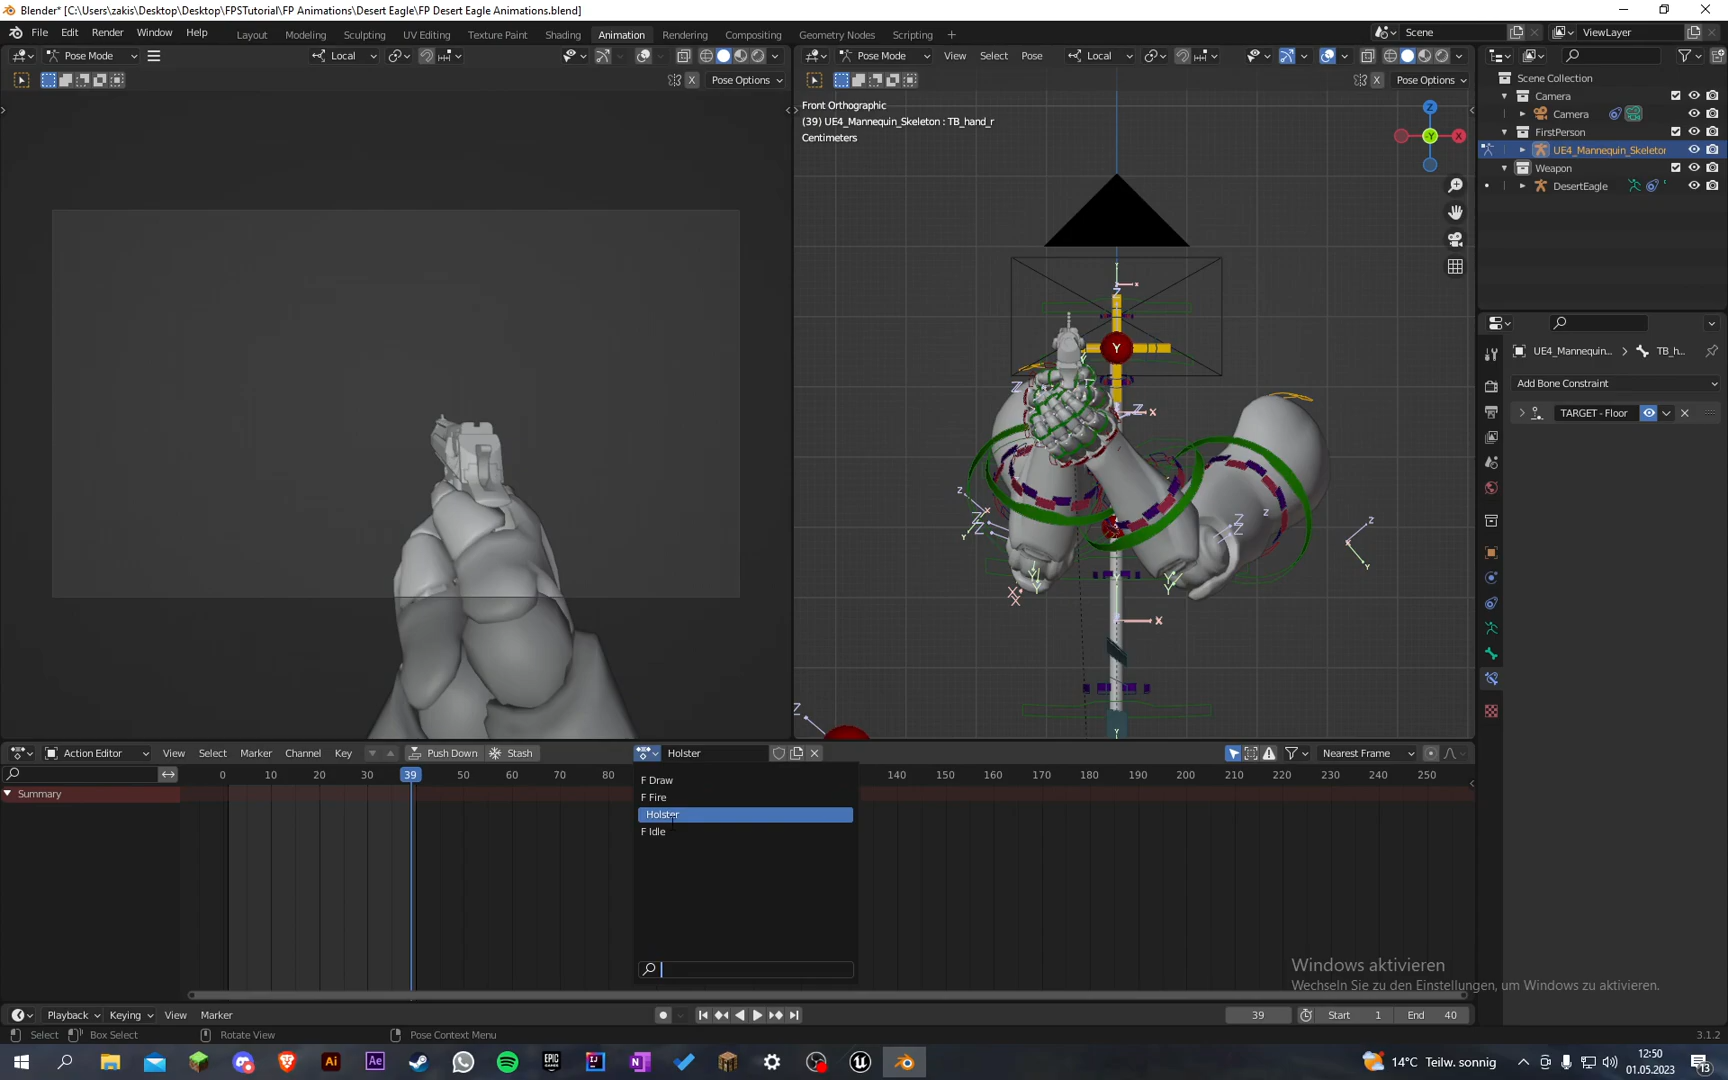 Blender* [C:\Users\zakis\Desktop\Desktop\FPSTutorial\FP Animations\Desert Eagle\FP Desert Eagle Animations.blend]
File Edit Render Window Help Layout Modeling Sculpting UV Editing Texture Paint Shading Animation Rendering Compositing Geometry Nodes Scripting + Scene ViewLayer
Pose Mode Local Pose Mode View Select Pose Local
X Pose Options X Pose Options
Scene Collection
Camera
Camera
FirstPerson
UE4_Mannequin_Skeletor
Weapon
DesertEagle
Front Orthographic
(39) UE4_Mannequin_Skeleton : TB_hand_r
Centimeters
Z
X
-Y
UE4_Mannequin... TB_h...
Add Bone Constraint
TARGET - Floor
Action Editor View Select Marker Channel Key Push Down Stash Holster Nearest Frame
0 10 20 30 39 50 60 70 80 140 150 160 170 180 190 200 210 220 230 240 250
Summary
F Draw
F Fire
Holster
F Idle
Windows aktivieren
Wechseln Sie zu den Einstellungen, um Windows zu aktivieren.
Playback Keying View Marker 39 Start 1 End 40
Select Box Select Rotate View Pose Context Menu 3.1.2
14°C Teilw. sonnig 12:50
01.05.2023
13